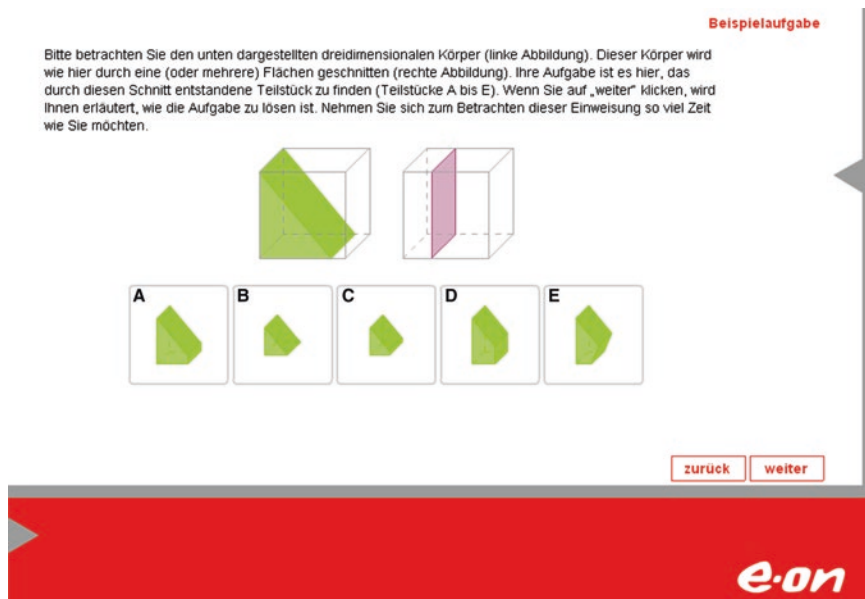 Beispielaufgabe
Bitte betrachten Sie den unten dargestellten dreidimensionalen Körper (linke Abbildung). Dieser Körper wird
wie hier durch eine (oder mehrere) Flächen geschnitten (rechte Abbildung). Ihre Aufgabe ist es hier, das
durch diesen Schnitt entstandene Teilstück zu finden (Teilstücke A bis E). Wenn Sie auf „weiter" klicken, wird
Ihnen erläutert, wie die Aufgabe zu lösen ist. Nehmen Sie sich zum Betrachten dieser Einweisung so viel Zeit
wie Sie möchten.
A B C D E
zurück weiter
e·on